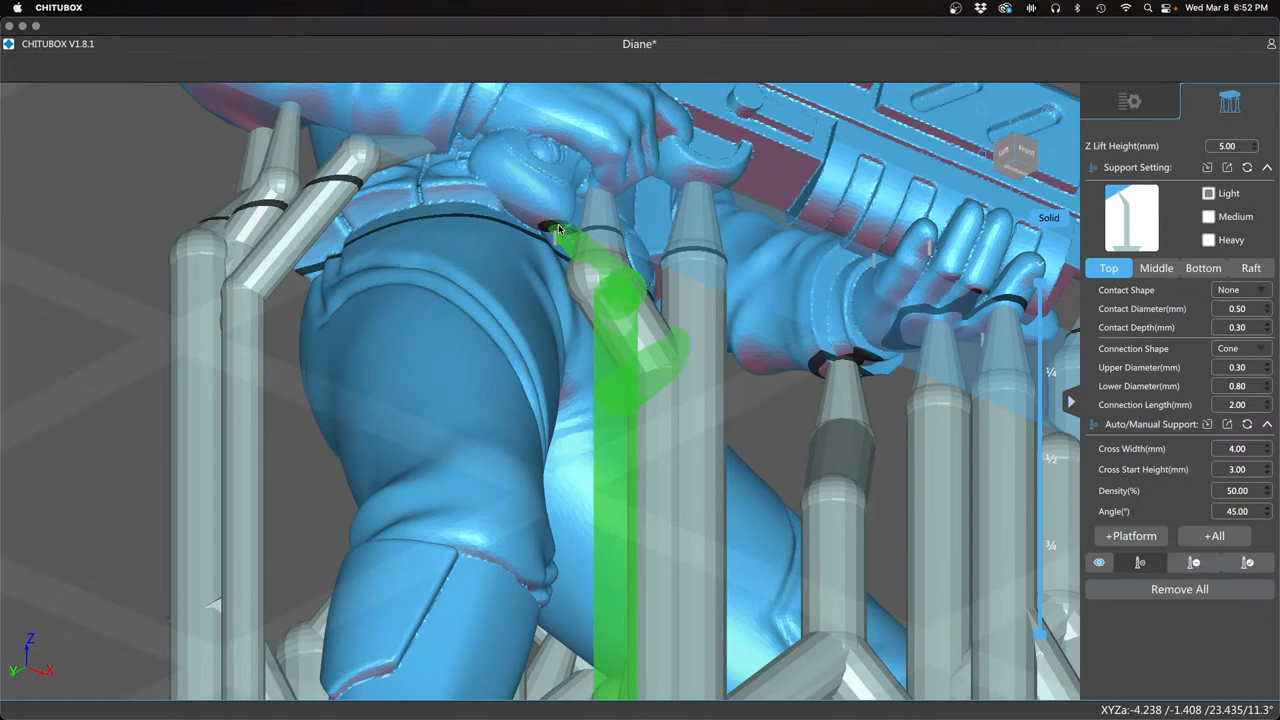 CHITUBOX
Wed Mar 8 6:52 PM
CHITUBOX V1.8.1
Diane*
Z Lift Height(mm) 5.00
Support Setting:
Light
Medium
Heavy
Top Middle Bottom Raft
Contact Shape None
Contact Diameter(mm) 0.50
Contact Depth(mm) 0.30
Connection Shape Cone
Upper Diameter(mm) 0.30
Lower Diameter(mm) 0.80
Connection Length(mm) 2.00
Auto/Manual Support:
Cross Width(mm) 4.00
Cross Start Height(mm) 3.00
Density(%) 50.00
Angle(°) 45.00
+Platform +All
Remove All
Left Front
Solid
¼
½
¾
Z
Y X
XYZa:-4.238 /-1.408 /23.435/11.3°